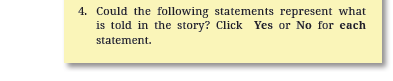 4. Could the following statements represent what
is told in the story? Click Yes or No for each
statement.